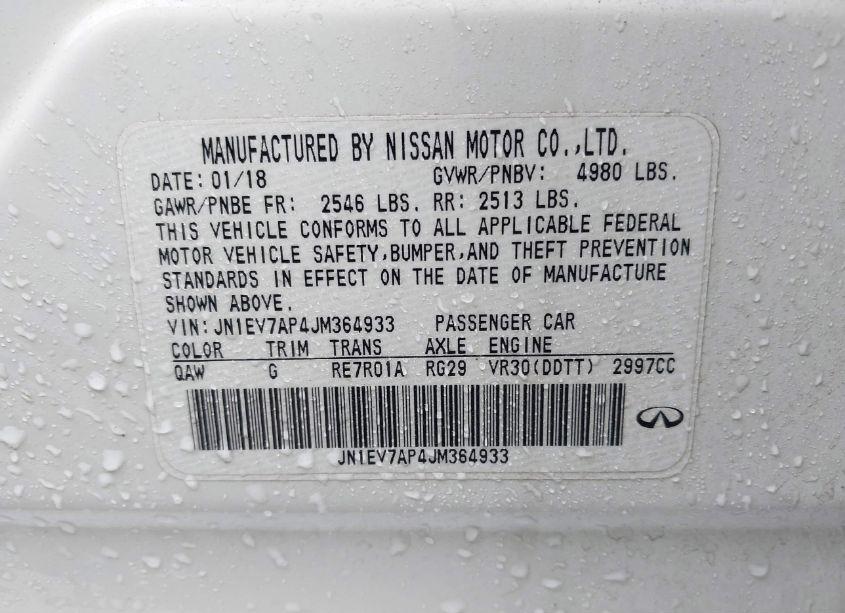 MANUFACTURED BY NISSAN MOTOR CO.,LTD.
DATE: 01/18 GVWR/PNBV: 4980 LBS.
GAWR/PNBE FR: 2546 LBS. RR: 2513 LBS.
THIS VEHICLE CONFORMS TO ALL APPLICABLE FEDERAL
MOTOR VEHICLE SAFETY,BUMPER,AND THEFT PREVENTION
STANDARDS IN EFFECT ON THE DATE OF MANUFACTURE
SHOWN ABOVE.
VIN: JN1EV7AP4JM364933 PASSENGER CAR
COLOR TRIM TRANS AXLE ENGINE
QAW G RE7R01A RG29 VR30(DDTT) 2997CC
JN1EV7AP4JM364933